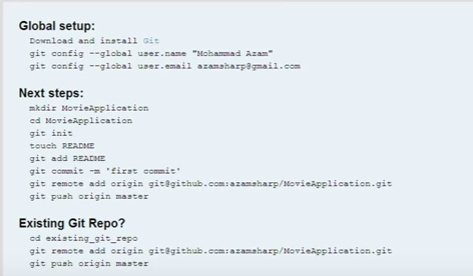 Global setup:
Download and install Git
git config --global user.name "Mohammad Azam"
git config --global user.email azamsharp@gmail.com
Next steps:
mkdir MovieApplication
cd MovieApplication
git init
touch README
git add README
git commit -m 'first commit'
git remote add origin git@github.com:azamsharp/MovieApplication.git
git push origin master
Existing Git Repo?
cd existing_git_repo
git remote add origin git@github.com:azamsharp/MovieApplication.git
git push origin master